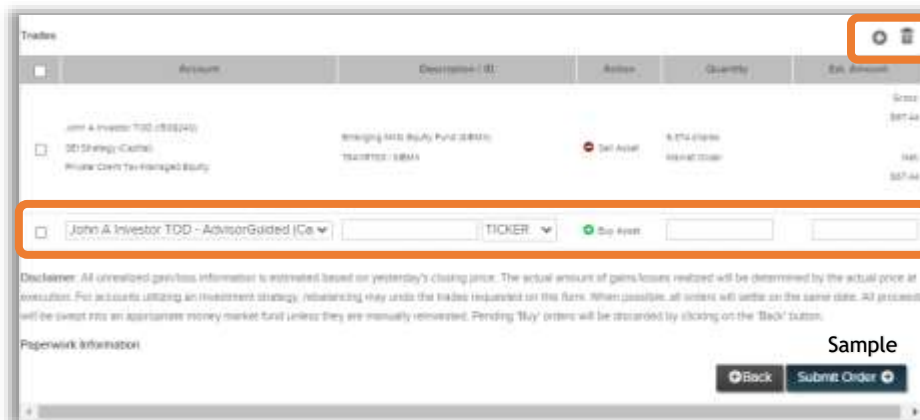 Trades
Account Description / ID Action Quantity Est. Amount
Gross
John A Investor TOD
Emerging Mkts Equity Fund
6.574 shares
SEI Strategy (Capital)
Sell Asset
Market Order
Net
Private Client Tax-Managed Equity
John A Investor TOD - AdvisorGuided (Ca TICKER Buy Asset
Disclaimer: All unrealized gain/loss information is estimated based on yesterday's closing price. The actual amount of gains/losses realized will be determined by the actual price at
execution. For accounts utilizing an investment strategy, rebalancing may undo the trades requested on this form. When possible, all orders will settle on the same date. All proceeds
will be swept into an appropriate money market fund unless they are manually reinvested. Pending 'Buy' orders will be discarded by clicking on the 'Back' button.
Paperwork Information
Sample
Back Submit Order